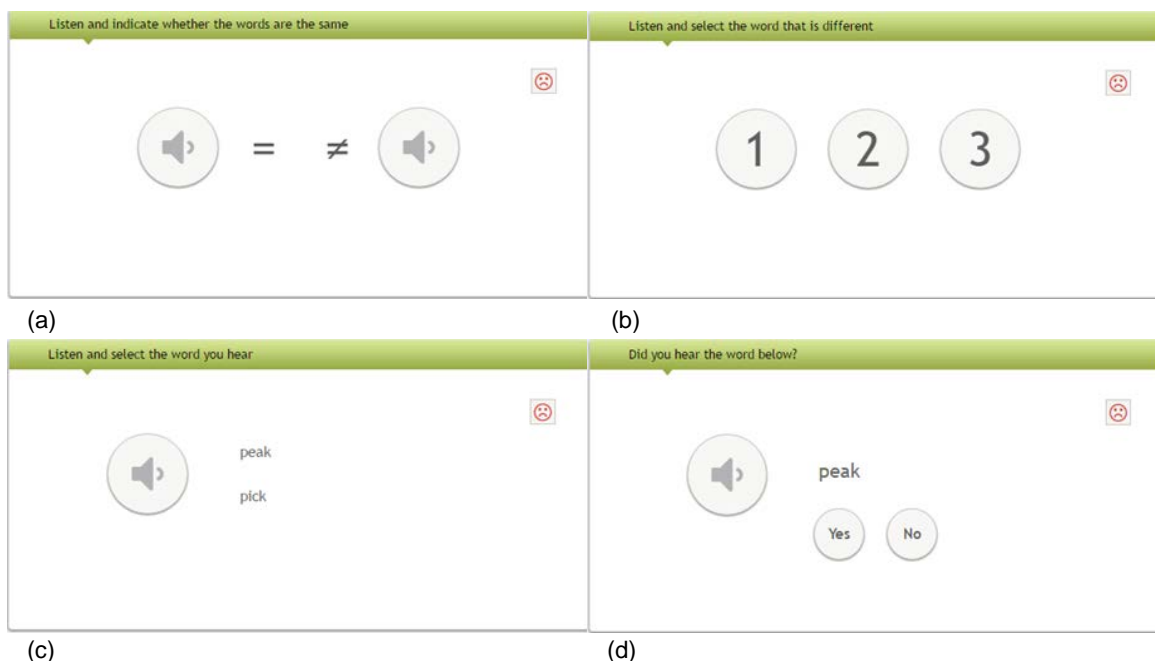 Listen and indicate whether the words are the same
= ≠
(a)
Listen and select the word that is different
1 2 3
(b)
Listen and select the word you hear
peak
pick
(c)
Did you hear the word below?
peak
Yes No
(d)